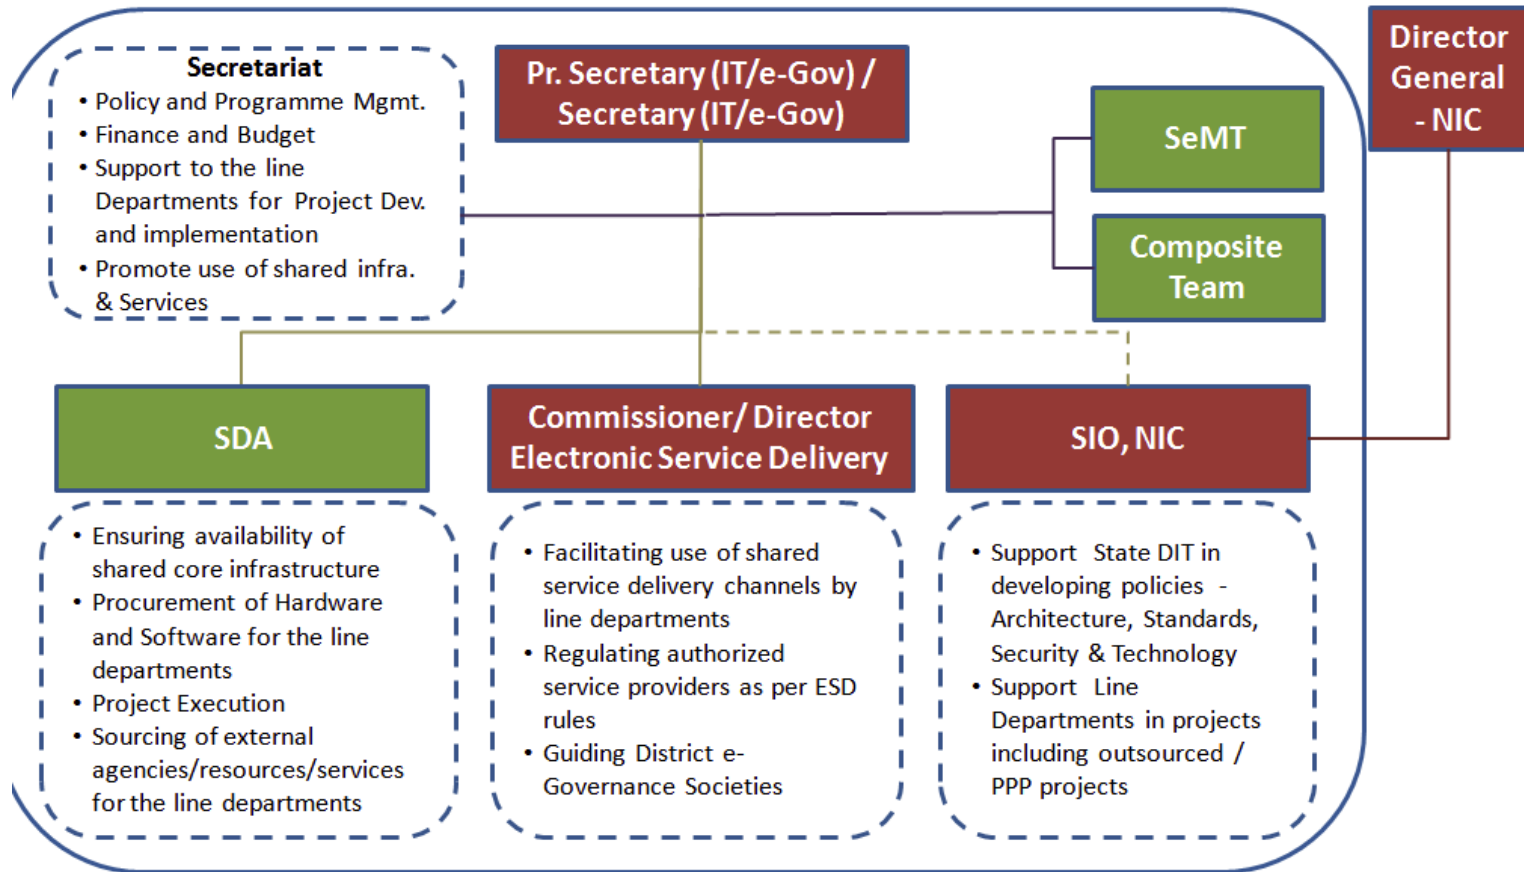 Secretariat
• Policy and Programme Mgmt.
• Finance and Budget
• Support to the line
Departments for Project Dev.
and implementation
• Promote use of shared infra.
& Services
Pr. Secretary (IT/e-Gov) /
Secretary (IT/e-Gov)
Director
General
- NIC
SeMT
Composite
Team
SDA
Commissioner/ Director
Electronic Service Delivery
SIO, NIC
• Ensuring availability of
shared core infrastructure
• Procurement of Hardware
and Software for the line
departments
• Project Execution
• Sourcing of external
agencies/resources/services
for the line departments
• Facilitating use of shared
service delivery channels by
line departments
• Regulating authorized
service providers as per ESD
rules
• Guiding District e-
Governance Societies
• Support State DIT in
developing policies -
Architecture, Standards,
Security & Technology
• Support Line
Departments in projects
including outsourced /
PPP projects